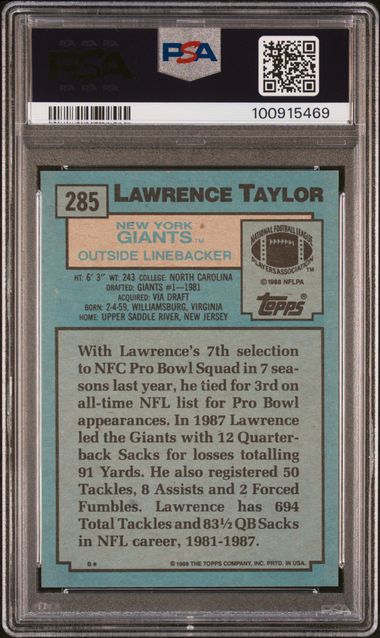 PSA
PSA
100915469
285 LAWRENCE TAYLOR
NEW YORK
GIANTS™
OUTSIDE LINEBACKER
NATIONAL FOOTBALL LEAGUE
PLAYERS ASSOCIATION
© 1988 NFLPA
topps®
HT: 6' 3" WT: 243 COLLEGE: NORTH CAROLINA
DRAFTED: GIANTS #1—1981
ACQUIRED: VIA DRAFT
BORN: 2-4-59, WILLIAMSBURG, VIRGINIA
HOME: UPPER SADDLE RIVER, NEW JERSEY
With Lawrence's 7th selection
to NFC Pro Bowl Squad in 7 sea-
sons last year, he tied for 3rd on
all-time NFL list for Pro Bowl
appearances. In 1987 Lawrence
led the Giants with 12 Quarter-
back Sacks for losses totalling
91 Yards. He also registered 50
Tackles, 8 Assists and 2 Forced
Fumbles. Lawrence has 694
Total Tackles and 83½ QB Sacks
in NFL career, 1981-1987.
B* © 1988 THE TOPPS COMPANY, INC. PRTD. IN U.S.A.